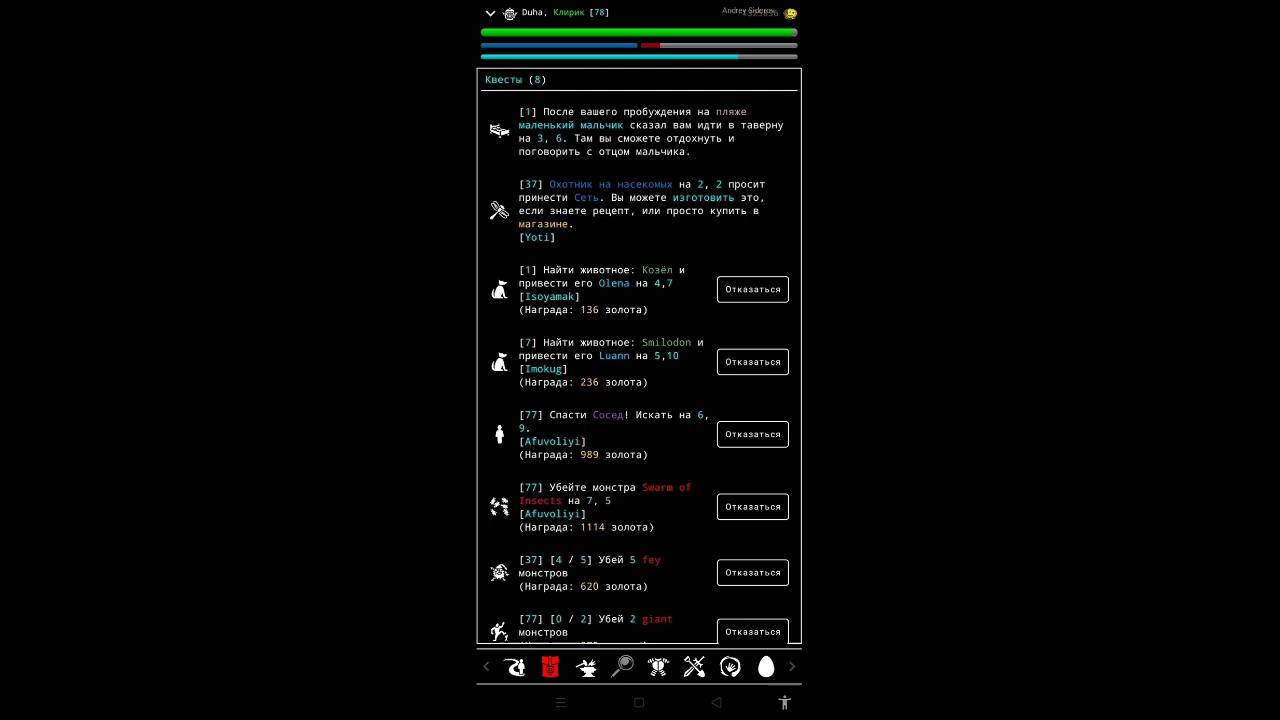 Duha, Клирик [78]
Andrey Sidorov
Квесты (8)
[1] После вашего пробуждения на пляже
маленький мальчик сказал вам идти в таверну
на 3, 6. Там вы сможете отдохнуть и
поговорить с отцом мальчика.
[37] Охотник на насекомых на 2, 2 просит
принести Сеть. Вы можете изготовить это,
если знаете рецепт, или просто купить в
магазине.
[Yoti]
[1] Найти животное: Козёл и
привести его Olena на 4,7
[Isoyamak]
(Награда: 136 золота)
Отказаться
[7] Найти животное: Smilodon и
привести его Luann на 5,10
[Imokug]
(Награда: 236 золота)
Отказаться
[77] Спасти Сосед! Искать на 6,
9.
[Afuvoliyi]
(Награда: 989 золота)
Отказаться
[77] Убейте монстра Swarm of
Insects на 7, 5
[Afuvoliyi]
(Награда: 1114 золота)
Отказаться
[37] [4 / 5] Убей 5 fey
монстров
(Награда: 620 золота)
Отказаться
[77] [0 / 2] Убей 2 giant
монстров
Отказаться